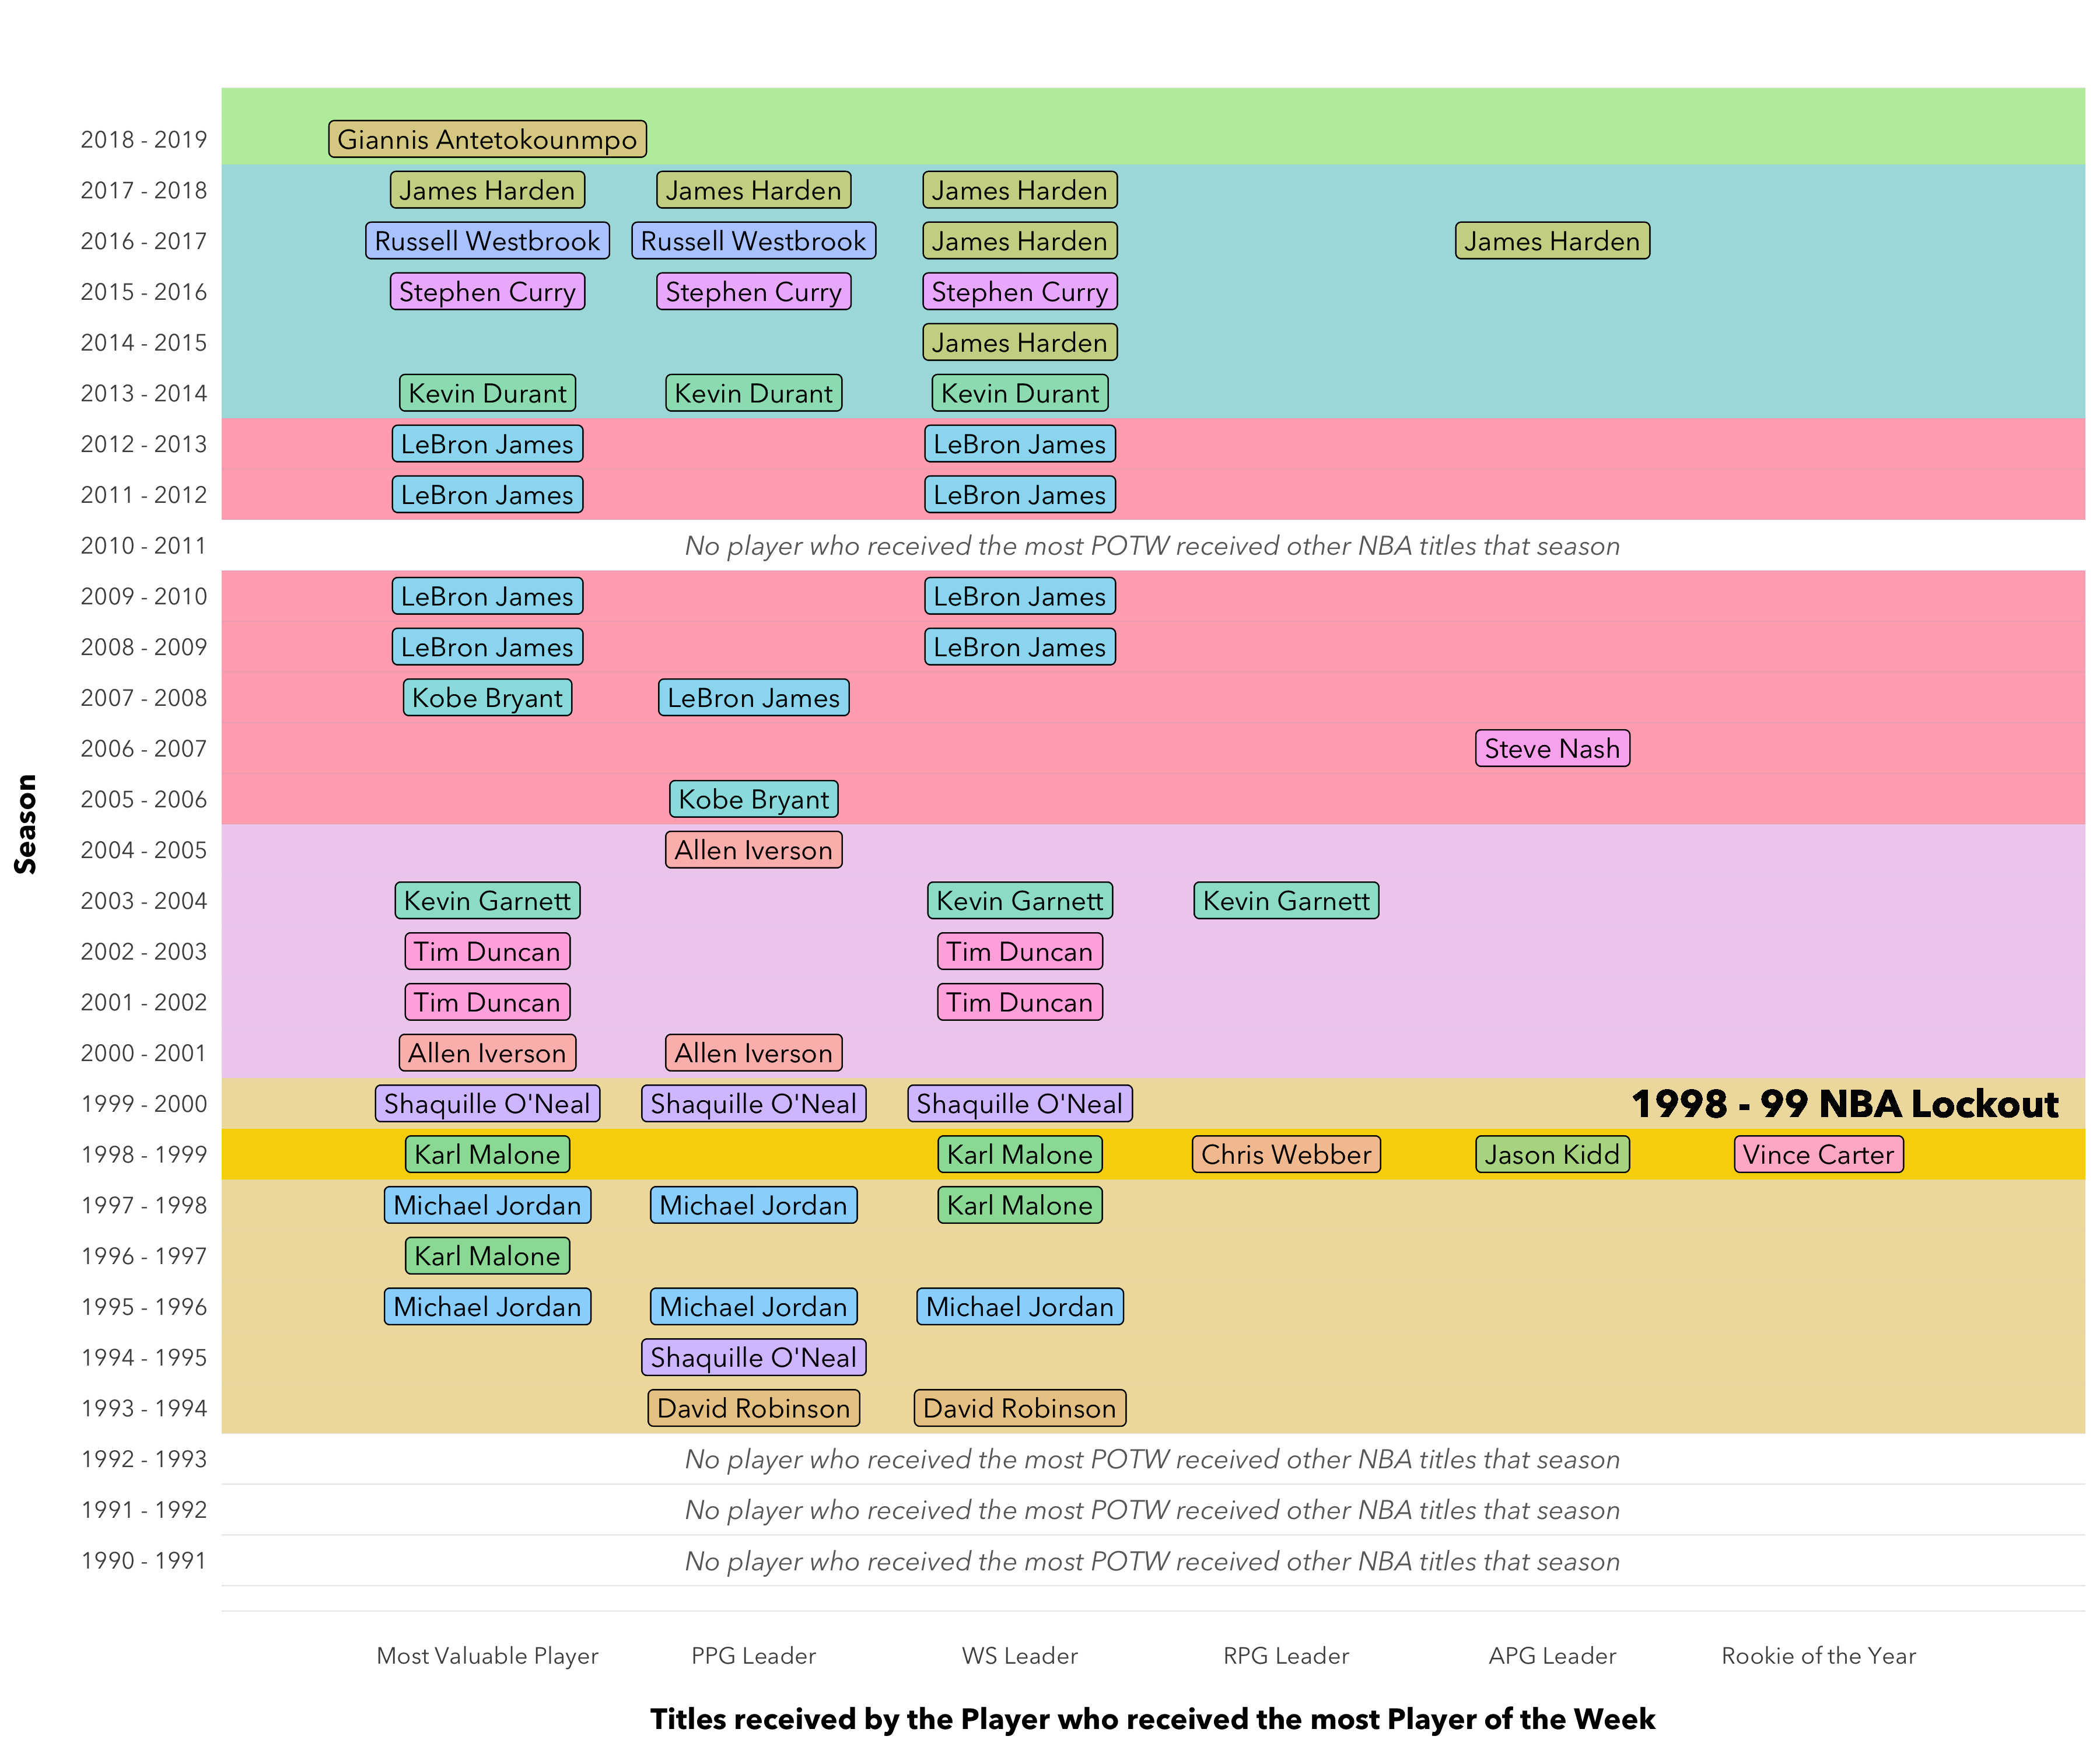 2018 - 2019 Giannis Antetokounmpo
2017 - 2018 James Harden James Harden James Harden
2016 - 2017 Russell Westbrook Russell Westbrook James Harden James Harden
2015 - 2016 Stephen Curry Stephen Curry Stephen Curry
2014 - 2015 James Harden
2013 - 2014 Kevin Durant Kevin Durant Kevin Durant
2012 - 2013 LeBron James LeBron James
2011 - 2012 LeBron James LeBron James
2010 - 2011 No player who received the most POTW received other NBA titles that season
2009 - 2010 LeBron James LeBron James
2008 - 2009 LeBron James LeBron James
2007 - 2008 Kobe Bryant LeBron James
2006 - 2007 Steve Nash
2005 - 2006 Kobe Bryant
Season
2004 - 2005 Allen Iverson
2003 - 2004 Kevin Garnett Kevin Garnett Kevin Garnett
2002 - 2003 Tim Duncan Tim Duncan
2001 - 2002 Tim Duncan Tim Duncan
2000 - 2001 Allen Iverson Allen Iverson
1999 - 2000 Shaquille O'Neal Shaquille O'Neal Shaquille O'Neal 1998 - 99 NBA Lockout
1998 - 1999 Karl Malone Karl Malone Chris Webber Jason Kidd Vince Carter
1997 - 1998 Michael Jordan Michael Jordan Karl Malone
1996 - 1997 Karl Malone
1995 - 1996 Michael Jordan Michael Jordan Michael Jordan
1994 - 1995 Shaquille O'Neal
1993 - 1994 David Robinson David Robinson
1992 - 1993 No player who received the most POTW received other NBA titles that season
1991 - 1992 No player who received the most POTW received other NBA titles that season
1990 - 1991 No player who received the most POTW received other NBA titles that season
Most Valuable Player PPG Leader WS Leader RPG Leader APG Leader Rookie of the Year
Titles received by the Player who received the most Player of the Week